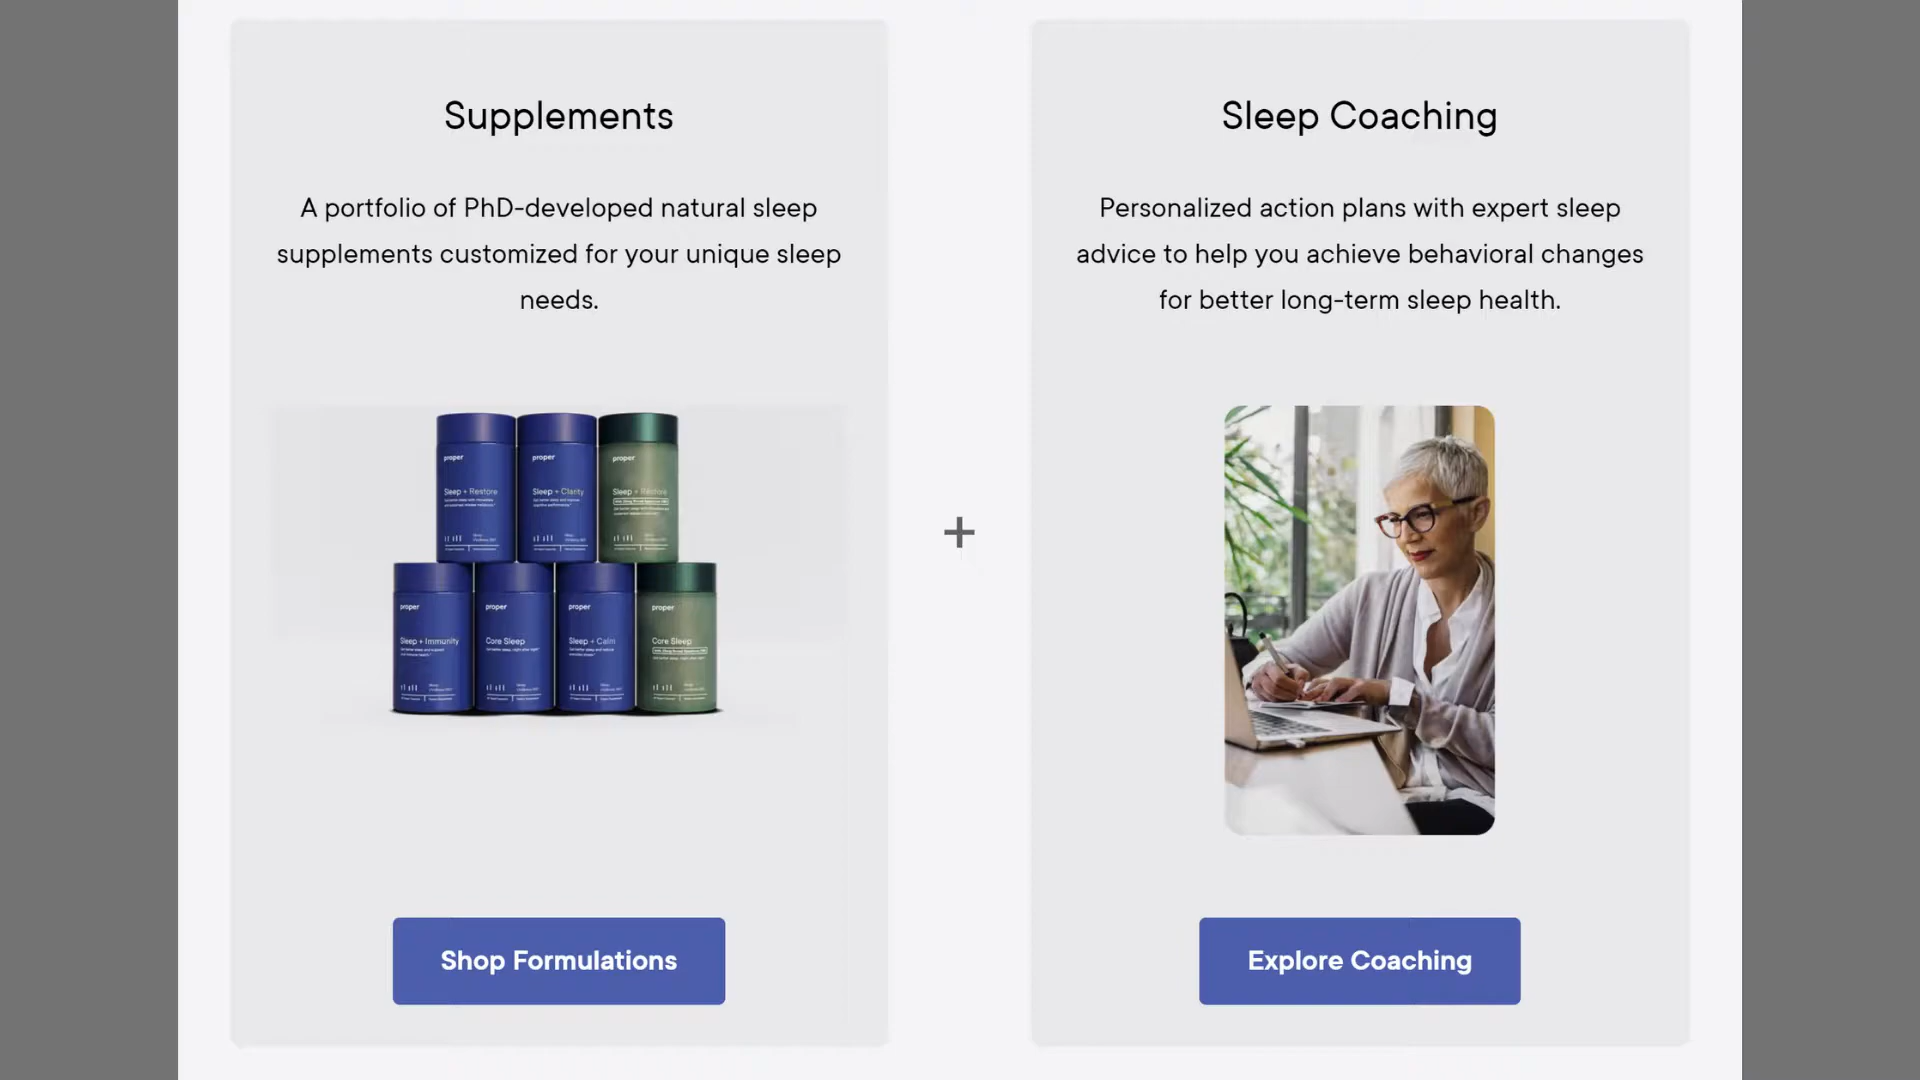 Supplements
A portfolio of PhD-developed natural sleep
supplements customized for your unique sleep
needs.
proper
Sleep + Restore
proper
Sleep + Clarity
proper
Sleep + Restore
proper
Sleep + Immunity
proper
Core Sleep
proper
Sleep + Calm
proper
Core Sleep
Shop Formulations
+
Sleep Coaching
Personalized action plans with expert sleep
advice to help you achieve behavioral changes
for better long-term sleep health.
Explore Coaching